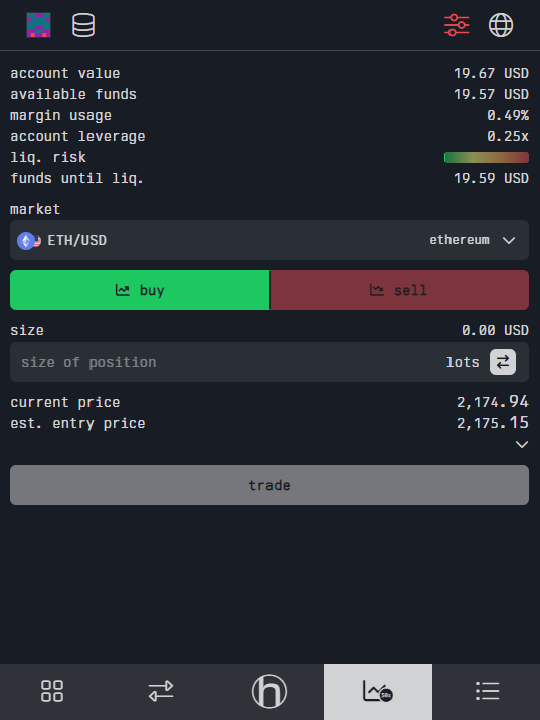 account value 19.67 USD
available funds 19.57 USD
margin usage 0.49%
account leverage 0.25x
liq. risk
funds until liq. 19.59 USD
market
ETH/USD ethereum
buy sell
size 0.00 USD
size of position lots
current price 2,174.94
est. entry price 2,175.15
trade
h 50x